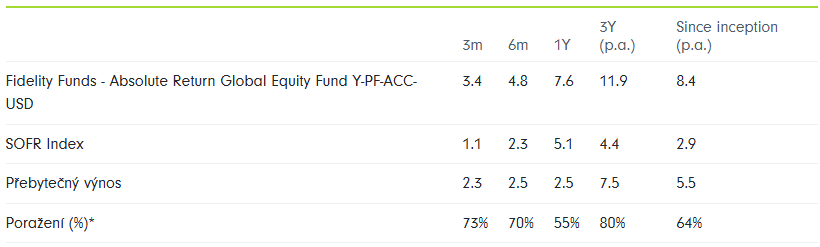 3m 6m 1Y 3Y (p.a.) Since inception (p.a.)
Fidelity Funds - Absolute Return Global Equity Fund Y-PF-ACC-
USD 3.4 4.8 7.6 11.9 8.4
SOFR Index 1.1 2.3 5.1 4.4 2.9
Přebytečný výnos 2.3 2.5 2.5 7.5 5.5
Poražení (%)* 73% 70% 55% 80% 64%